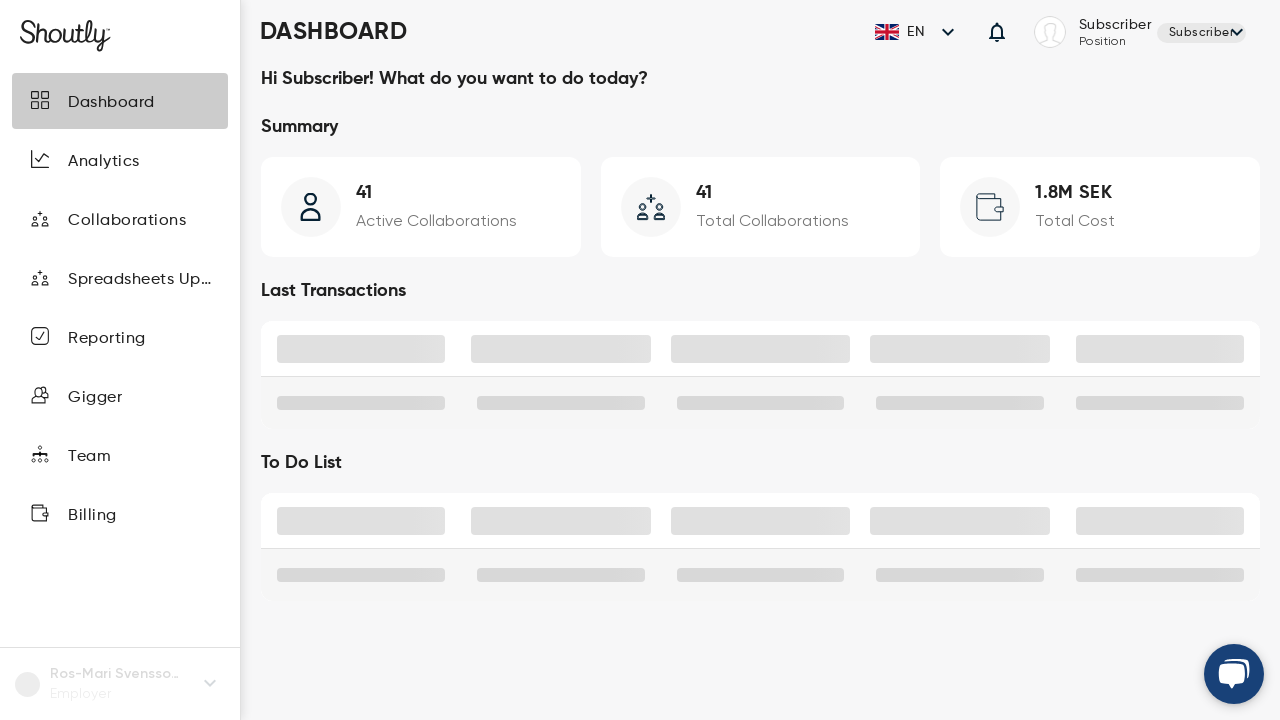 Shoutly
Dashboard
Analytics
Collaborations
Spreadsheets Up...
Reporting
Gigger
Team
Billing
Ros-Mari Svensso...
Employer
DASHBOARD
EN
Subscriber
Position
Subscriber
Hi Subscriber! What do you want to do today?
Summary
41
Active Collaborations
41
Total Collaborations
1.8M SEK
Total Cost
Last Transactions
To Do List